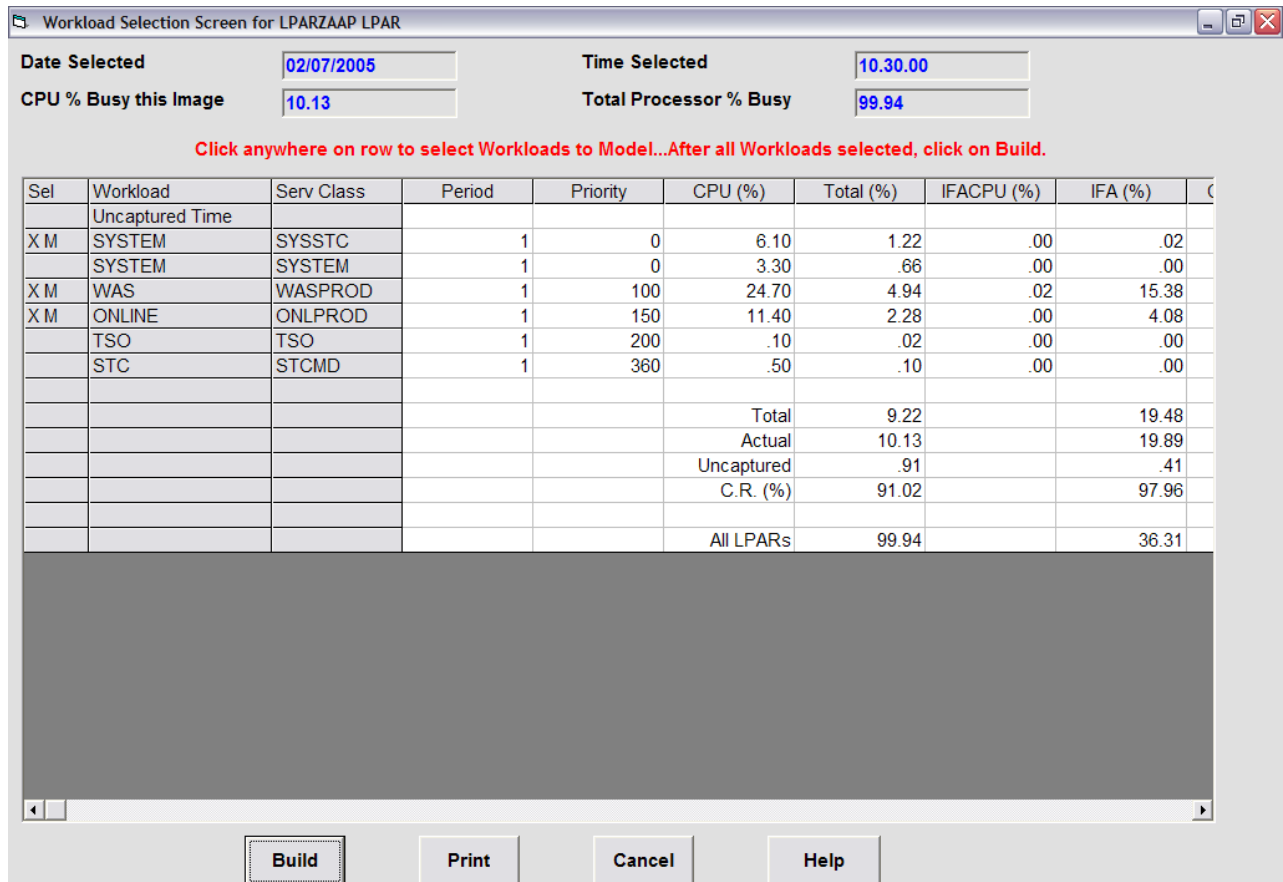 Workload Selection Screen for LPARZAAP LPAR
Date Selected 02/07/2005 Time Selected 10.30.00
CPU % Busy this Image 10.13 Total Processor % Busy 99.94
Click anywhere on row to select Workloads to Model...After all Workloads selected, click on Build.
Sel Workload Serv Class Period Priority CPU (%) Total (%) IFACPU (%) IFA (%)
Uncaptured Time
X M SYSTEM SYSSTC 1 0 6.10 1.22 .00 .02
SYSTEM SYSTEM 1 0 3.30 .66 .00 .00
X M WAS WASPROD 1 100 24.70 4.94 .02 15.38
X M ONLINE ONLPROD 1 150 11.40 2.28 .00 4.08
TSO TSO 1 200 .10 .02 .00 .00
STC STCMD 1 360 .50 .10 .00 .00
Total 9.22 19.48
Actual 10.13 19.89
Uncaptured .91 .41
C.R. (%) 91.02 97.96
All LPARs 99.94 36.31
Build Print Cancel Help